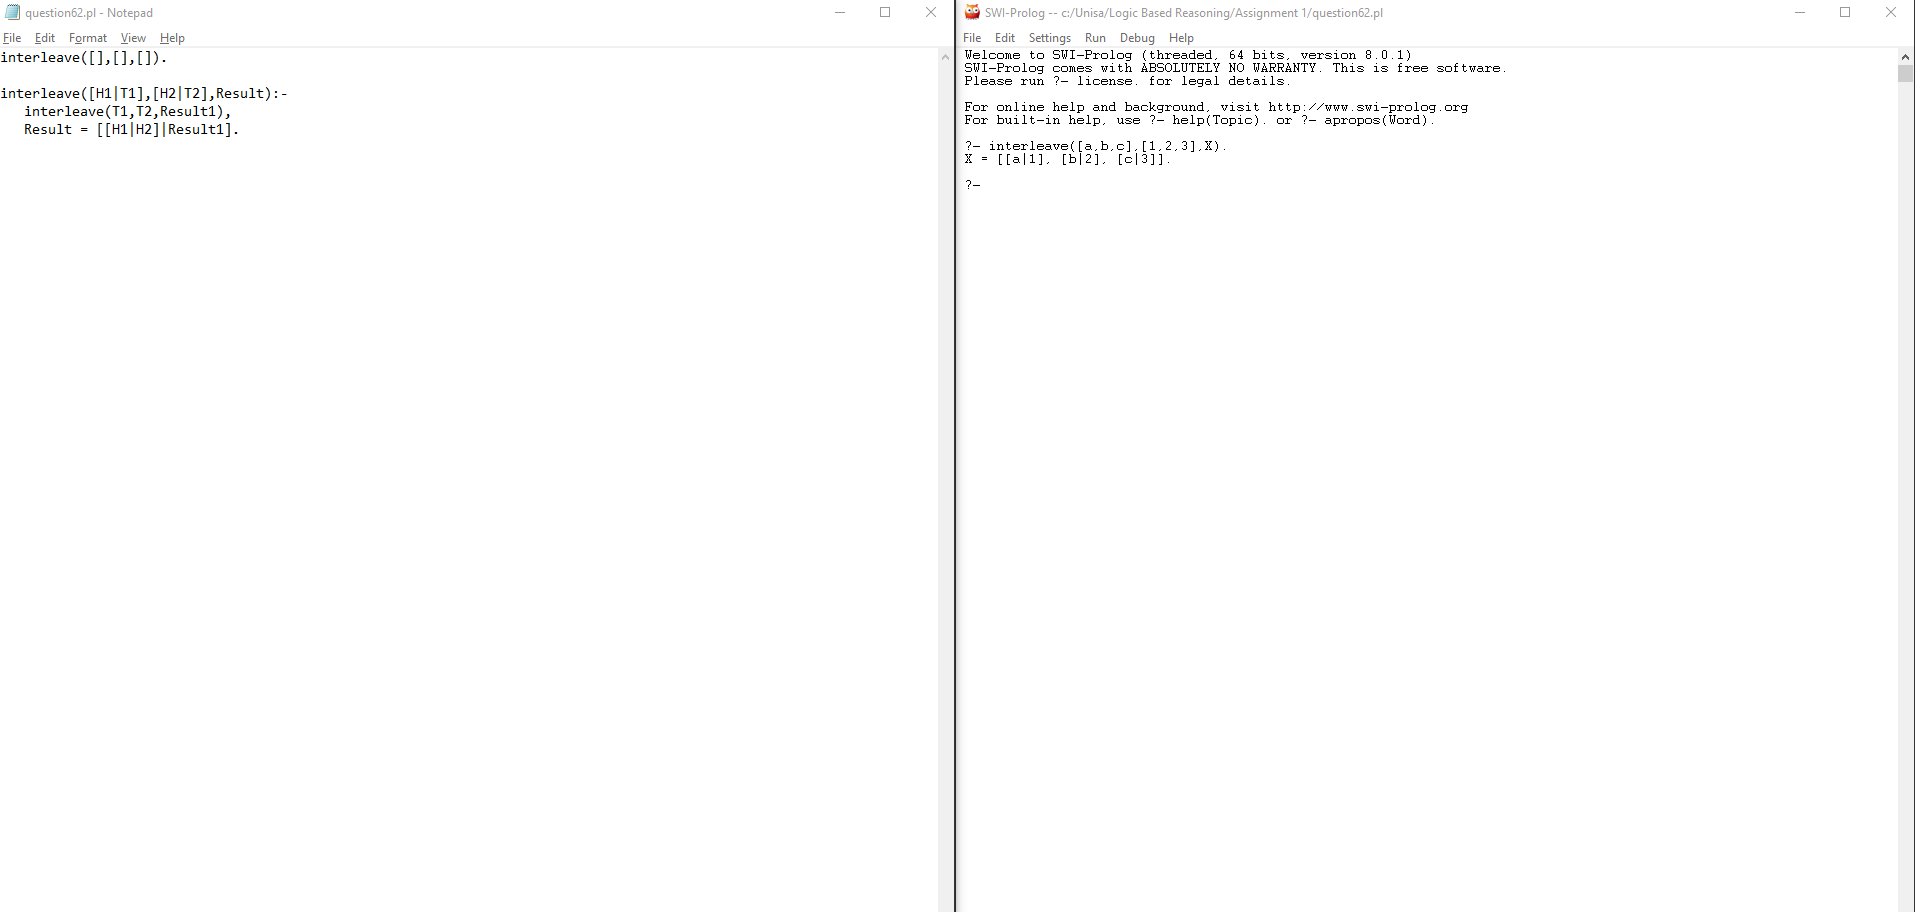 question62.pl - Notepad
File Edit Format View Help
interleave([],[],[]).
interleave([H1|T1],[H2|T2],Result):-
interleave(T1,T2,Result1),
Result = [[H1|H2]|Result1].
SWI-Prolog -- c:/Unisa/Logic Based Reasoning/Assignment 1/question62.pl
File Edit Settings Run Debug Help
Welcome to SWI-Prolog (threaded, 64 bits, version 8.0.1)
SWI-Prolog comes with ABSOLUTELY NO WARRANTY. This is free software.
Please run ?- license. for legal details.
For online help and background, visit http://www.swi-prolog.org
For built-in help, use ?- help(Topic). or ?- apropos(Word).
?- interleave([a,b,c],[1,2,3],X).
X = [[a|1], [b|2], [c|3]].
?-